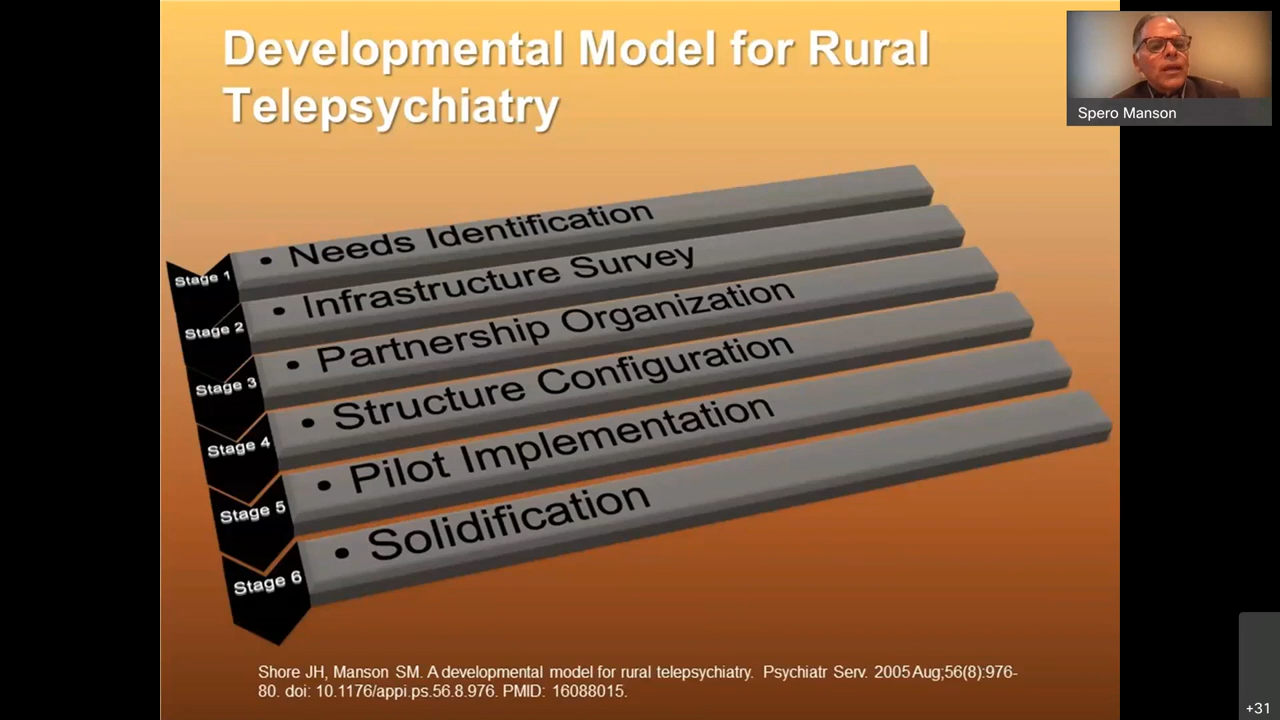 Developmental Model for Rural
Telepsychiatry
Spero Manson
Stage 1
• Needs Identification
Stage 2
• Infrastructure Survey
Stage 3
• Partnership Organization
Stage 4
• Structure Configuration
Stage 5
• Pilot Implementation
Stage 6
• Solidification
Shore JH, Manson SM. A developmental model for rural telepsychiatry. Psychiatr Serv. 2005 Aug;56(8):976-
80. doi: 10.1176/appi.ps.56.8.976. PMID: 16088015.
+31